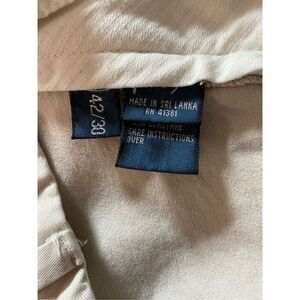 42/30
MADE IN SRI LANKA
RN 41381
CARE INSTRUCTIONS
OVER